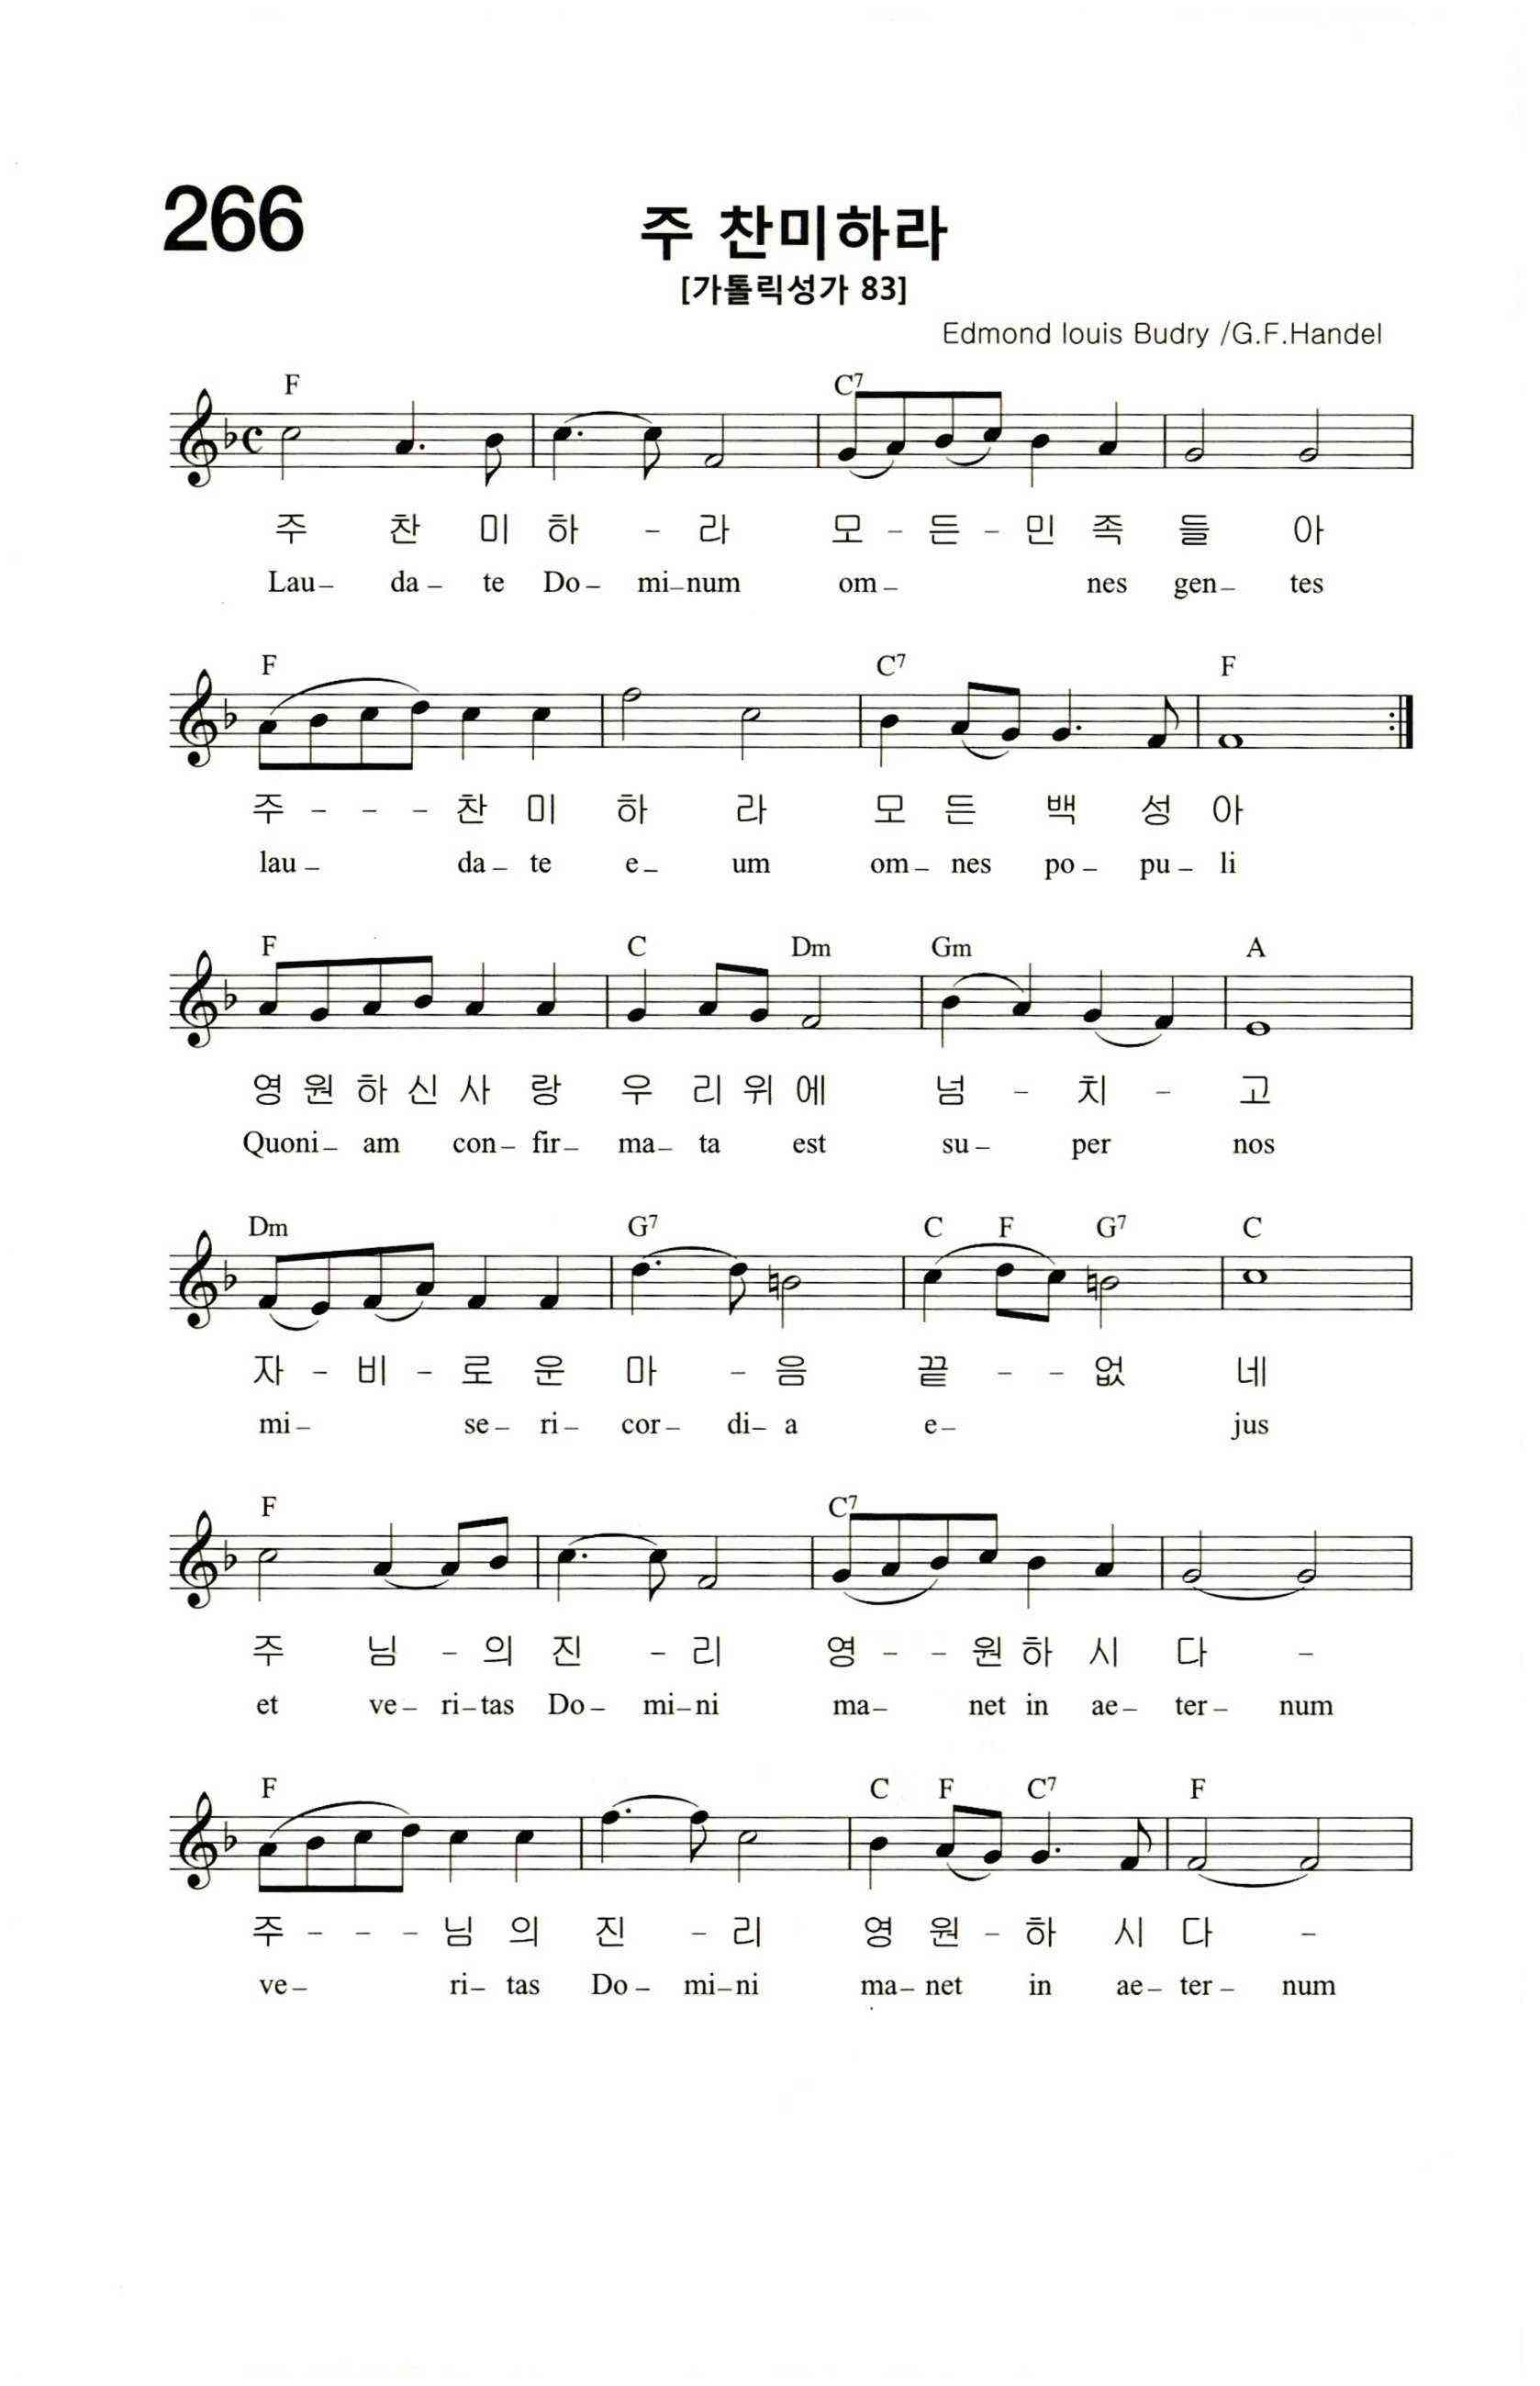 266
주 찬미하라
[가톨릭성가 83]
Edmond louis Budry /G.F.Handel
F C7
주 찬 미 하 - 라 모 - 든 - 민 족 들 아
Lau– da – te Do – mi–num om – nes gen – tes
F C7 F
주 - - - 찬 미 하 라 모 든 백 성 아
lau – da – te e – um om – nes po – pu – li
F C Dm Gm A
영 원 하 신 사 랑 우 리 위 에 넘 - 치 - 고
Quoni – am con – fir – ma – ta est su – per nos
Dm G7 C F G7 C
자 - 비 - 로 운 마 - 음 끝 - - 없 네
mi – se – ri – cor – di – a e – jus
F C7
주 님 - 의 진 - 리 영 - - 원 하 시 다 -
et ve – ri – tas Do – mi – ni ma – net in ae – ter – num
F C F C7 F
주 - - - 님 의 진 - 리 영 원 - 하 시 다 -
ve – ri – tas Do – mi – ni ma – net in ae – ter – num